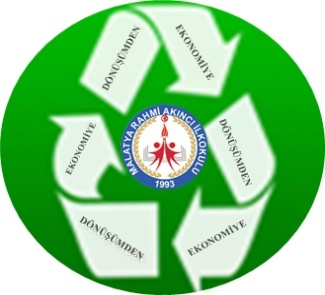 DÖNÜŞÜMDEN
EKONOMİYE
DÖNÜŞÜMDEN
EKONOMİYE
DÖNÜŞÜMDEN
EKONOMİYE
MALATYA RAHMİ AKINCI İLKOKULU
1993